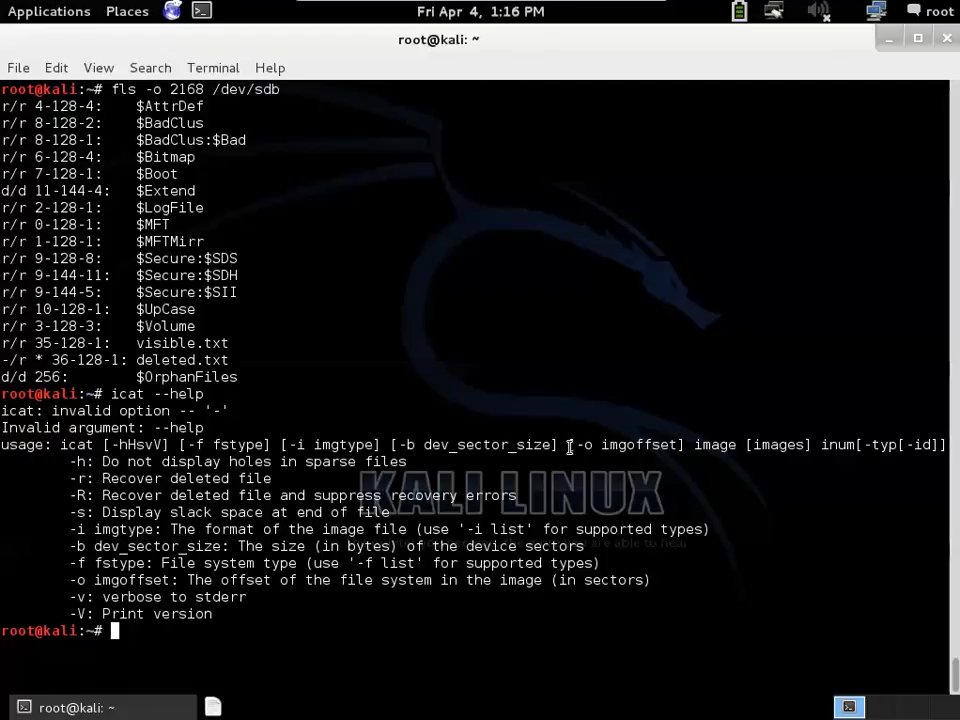 Applications Places Fri Apr 4, 1:16 PM root
root@kali: ~
File Edit View Search Terminal Help
root@kali:~# fls -o 2168 /dev/sdb
r/r 4-128-4: $AttrDef
r/r 8-128-2: $BadClus
r/r 8-128-1: $BadClus:$Bad
r/r 6-128-4: $Bitmap
r/r 7-128-1: $Boot
d/d 11-144-4: $Extend
r/r 2-128-1: $LogFile
r/r 0-128-1: $MFT
r/r 1-128-1: $MFTMirr
r/r 9-128-8: $Secure:$SDS
r/r 9-144-11: $Secure:$SDH
r/r 9-144-5: $Secure:$SII
r/r 10-128-1: $UpCase
r/r 3-128-3: $Volume
r/r 35-128-1: visible.txt
-/r * 36-128-1: deleted.txt
d/d 256: $OrphanFiles
root@kali:~# icat --help
icat: invalid option -- '-'
Invalid argument: --help
usage: icat [-hHsvV] [-f fstype] [-i imgtype] [-b dev_sector_size] [-o imgoffset] image [images] inum[-typ[-id]]
-h: Do not display holes in sparse files
-r: Recover deleted file
-R: Recover deleted file and suppress recovery errors
-s: Display slack space at end of file
KALI LINUX
-i imgtype: The format of the image file (use '-i list' for supported types)
-b dev_sector_size: The size (in bytes) of the device sectors
-f fstype: File system type (use '-f list' for supported types)
-o imgoffset: The offset of the file system in the image (in sectors)
-v: verbose to stderr
-V: Print version
root@kali:~#
root@kali: ~